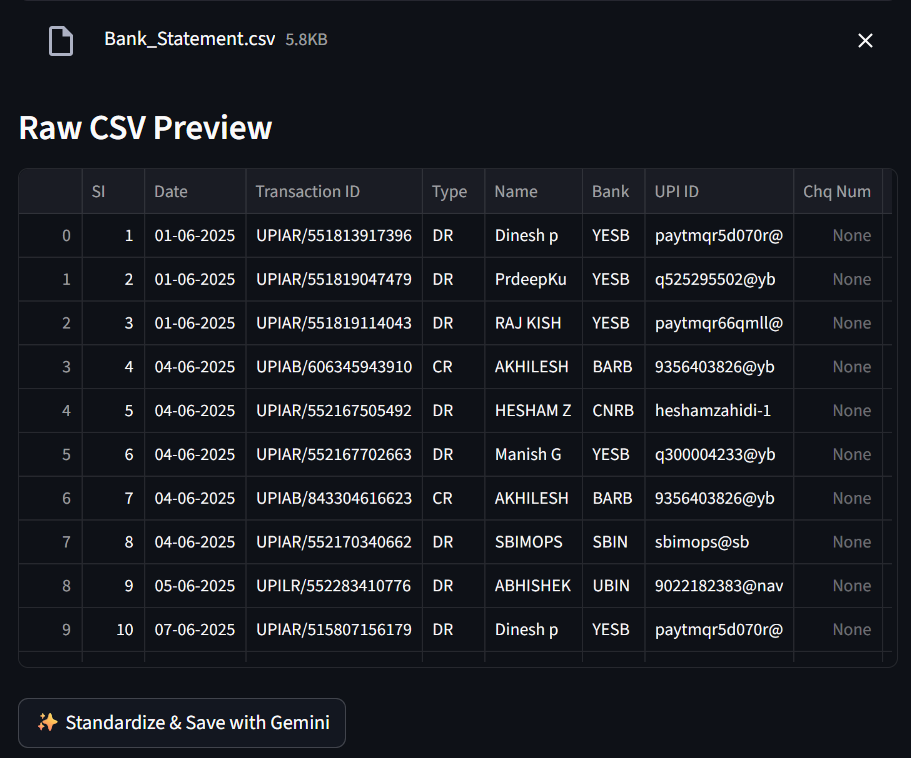 Bank_Statement.csv 5.8KB
Raw CSV Preview
SI Date Transaction ID Type Name Bank UPI ID Chq Num
0 1 01-06-2025 UPIAR/551813917396 DR Dinesh p YESB paytmqr5d070r@ None
1 2 01-06-2025 UPIAR/551819047479 DR PrdeepKu YESB q525295502@yb None
2 3 01-06-2025 UPIAR/551819114043 DR RAJ KISH YESB paytmqr66qmll@ None
3 4 04-06-2025 UPIAB/606345943910 CR AKHILESH BARB 9356403826@yb None
4 5 04-06-2025 UPIAR/552167505492 DR HESHAM Z CNRB heshamzahidi-1 None
5 6 04-06-2025 UPIAR/552167702663 DR Manish G YESB q300004233@yb None
6 7 04-06-2025 UPIAB/843304616623 CR AKHILESH BARB 9356403826@yb None
7 8 04-06-2025 UPIAR/552170340662 DR SBIMOPS SBIN sbimops@sb None
8 9 05-06-2025 UPILR/552283410776 DR ABHISHEK UBIN 9022182383@nav None
9 10 07-06-2025 UPIAR/515807156179 DR Dinesh p YESB paytmqr5d070r@ None
✨ Standardize & Save with Gemini